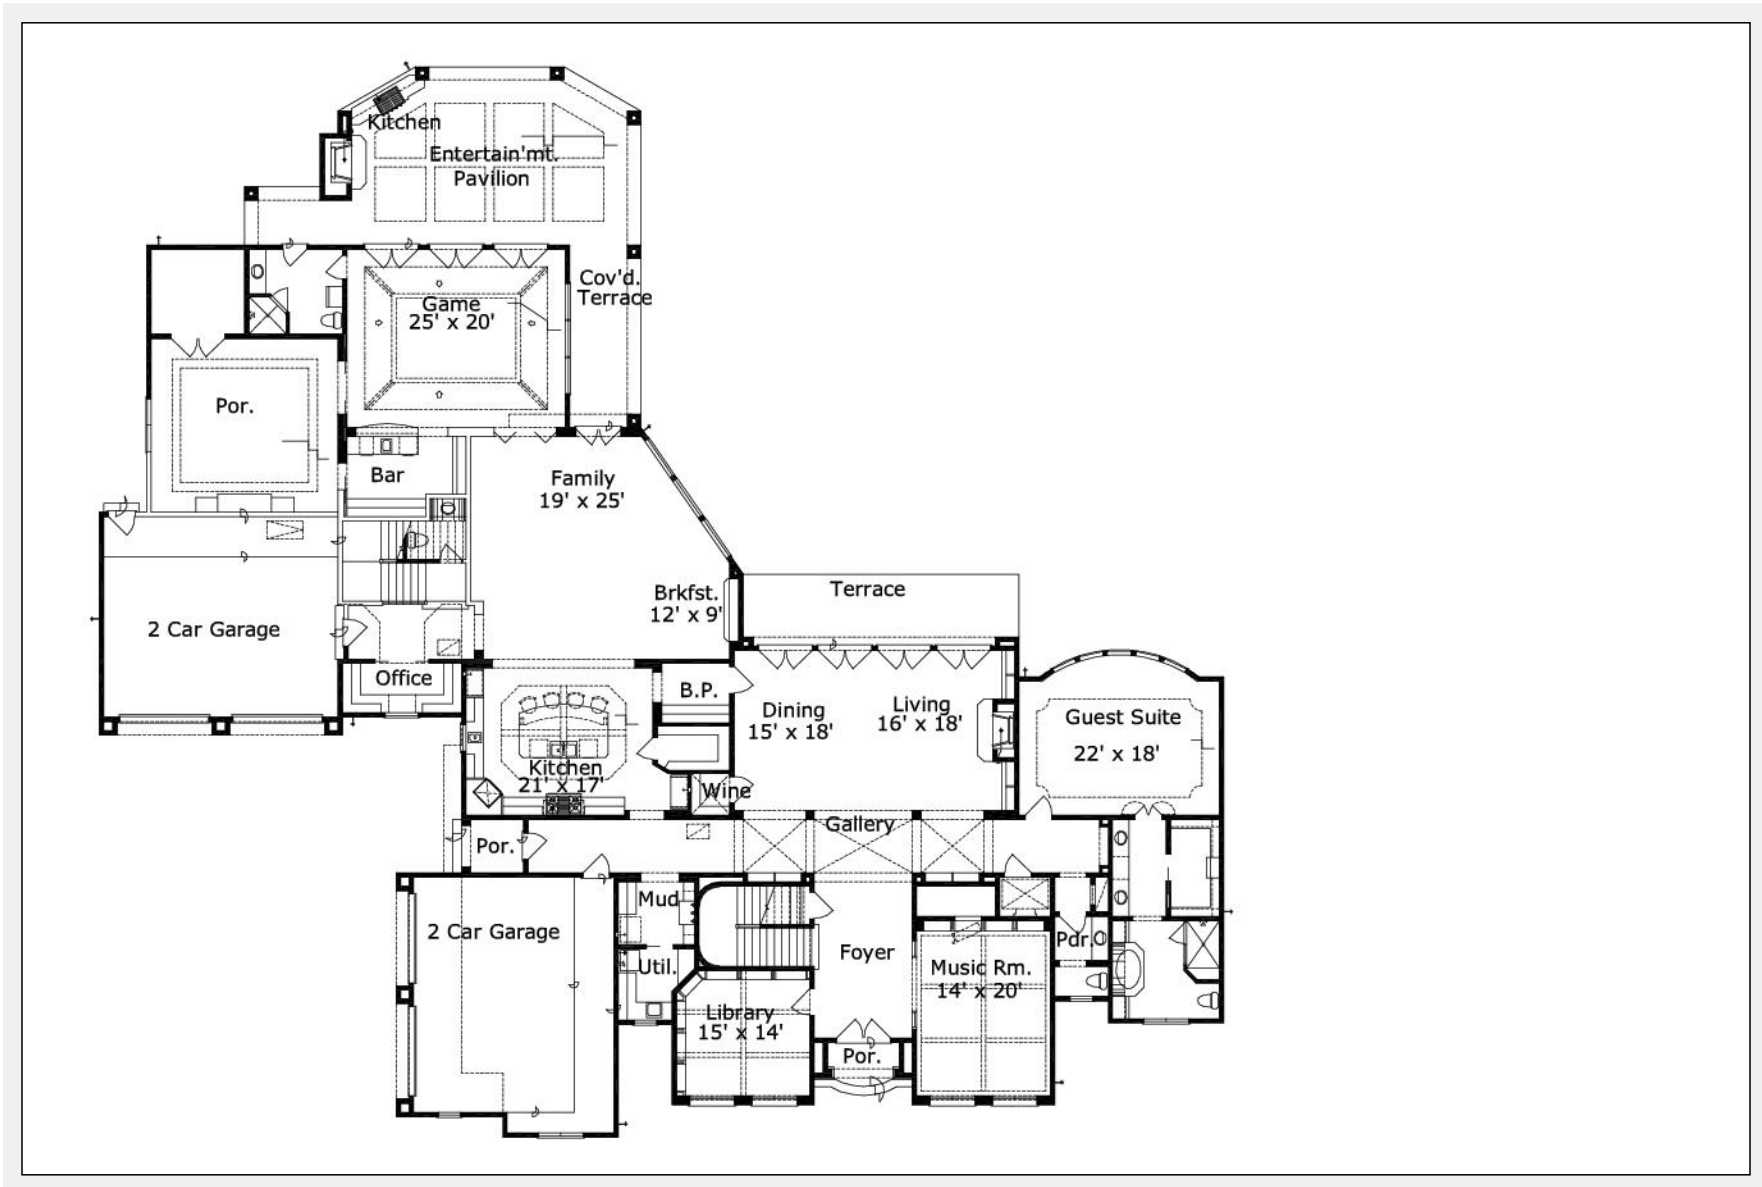 Kitchen
Entertain'mt.
Pavilion
Cov'd.
Terrace
Game
25' x 20'
Por.
Bar
Family
19' x 25'
Brkfst.
12' x 9'
Terrace
2 Car Garage
Office
B.P.
Dining
15' x 18'
Living
16' x 18'
Guest Suite
22' x 18'
Kitchen
21' x 17'
Wine
Gallery
Por.
Mud
2 Car Garage
Foyer
Pdr.
Util.
Music Rm.
14' x 20'
Library
15' x 14'
Por.